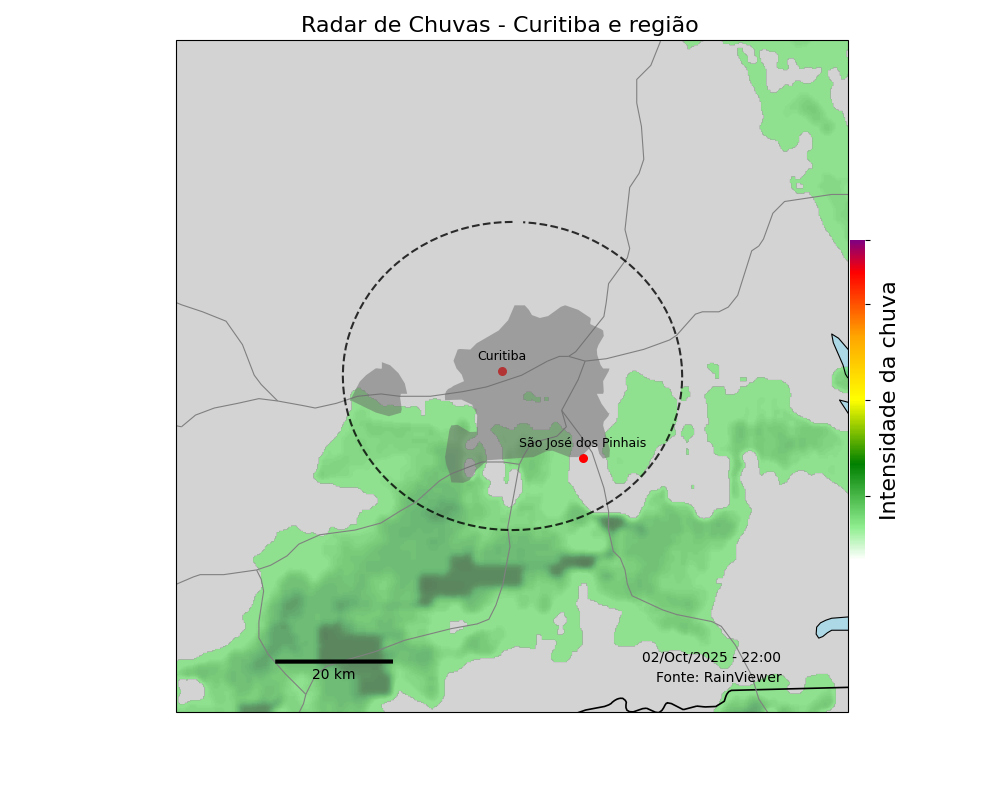 Radar de Chuvas - Curitiba e região
Curitiba
São José dos Pinhais
Intensidade da chuva
02/Oct/2025 - 22:00
20 km
Fonte: RainViewer